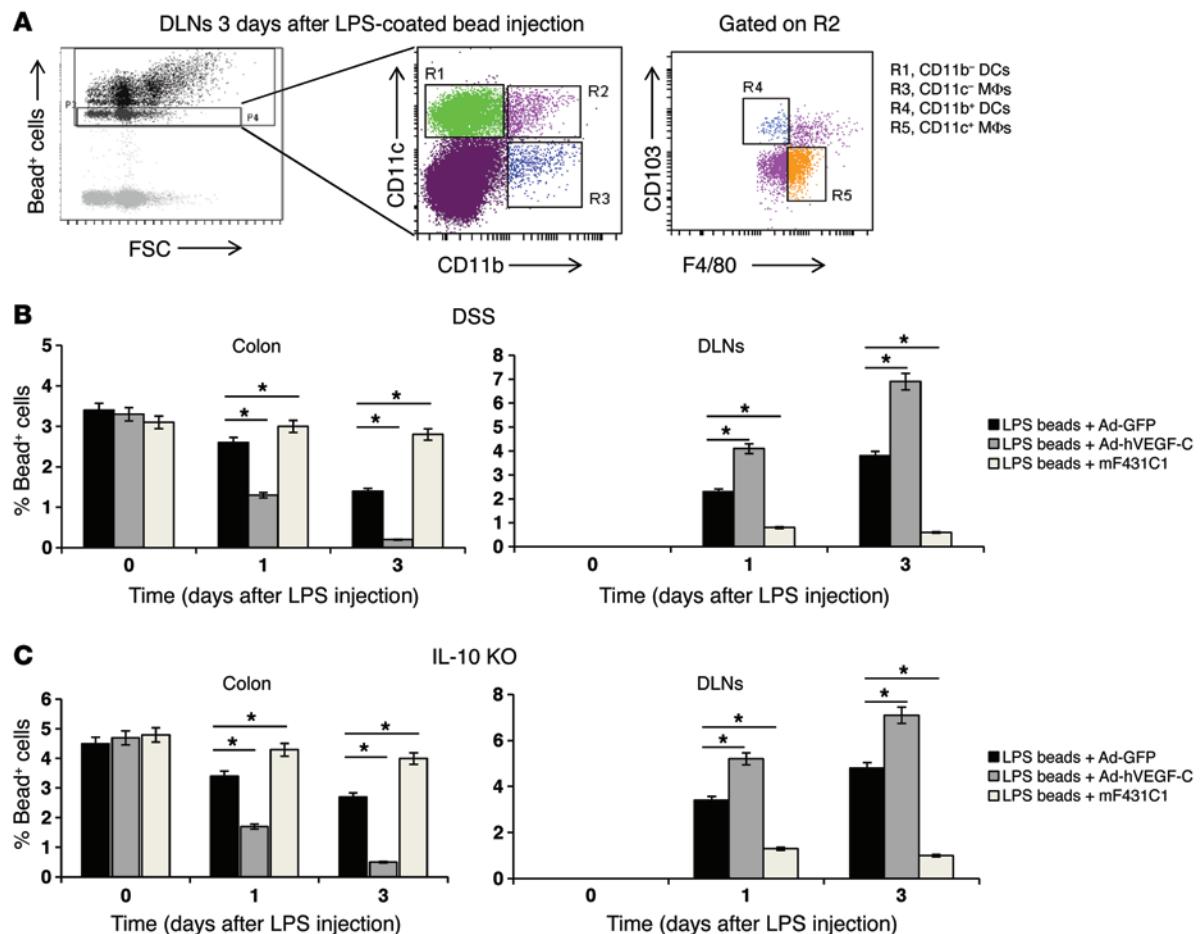 A
DLNs 3 days after LPS-coated bead injection
Gated on R2
Bead⁺ cells
P4
FSC
R1
R2
R3
CD11c
CD11b
R4
R5
CD103
F4/80
R1, CD11b⁻ DCs
R3, CD11c⁻ MΦs
R4, CD11b⁺ DCs
R5, CD11c⁺ MΦs
B
DSS
Colon
% Bead⁺ cells
5
4
3
2
1
0
* * * *
0 1 3
Time (days after LPS injection)
DLNs
8
7
6
5
4
3
2
1
0
* * * *
0 1 3
Time (days after LPS injection)
LPS beads + Ad-GFP
LPS beads + Ad-hVEGF-C
LPS beads + mF431C1
C
IL-10 KO
Colon
% Bead⁺ cells
6
5
4
3
2
1
0
* * * *
0 1 3
Time (days after LPS injection)
DLNs
8
6
4
2
0
* * * *
0 1 3
Time (days after LPS injection)
LPS beads + Ad-GFP
LPS beads + Ad-hVEGF-C
LPS beads + mF431C1